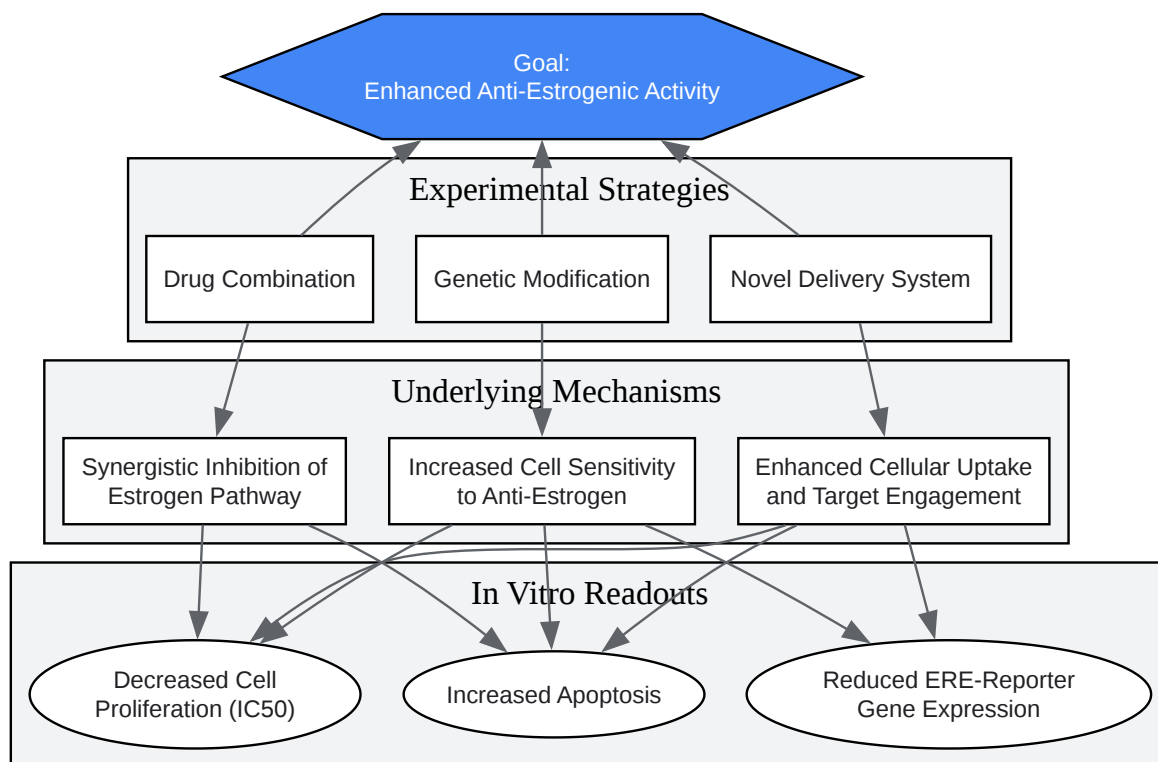 Goal:
Enhanced Anti-Estrogenic Activity
Experimental Strategies
Drug Combination
Genetic Modification
Novel Delivery System
Underlying Mechanisms
Synergistic Inhibition of
Estrogen Pathway
Increased Cell Sensitivity
to Anti-Estrogen
Enhanced Cellular Uptake
and Target Engagement
In Vitro Readouts
Decreased Cell
Proliferation (IC50)
Increased Apoptosis
Reduced ERE-Reporter
Gene Expression